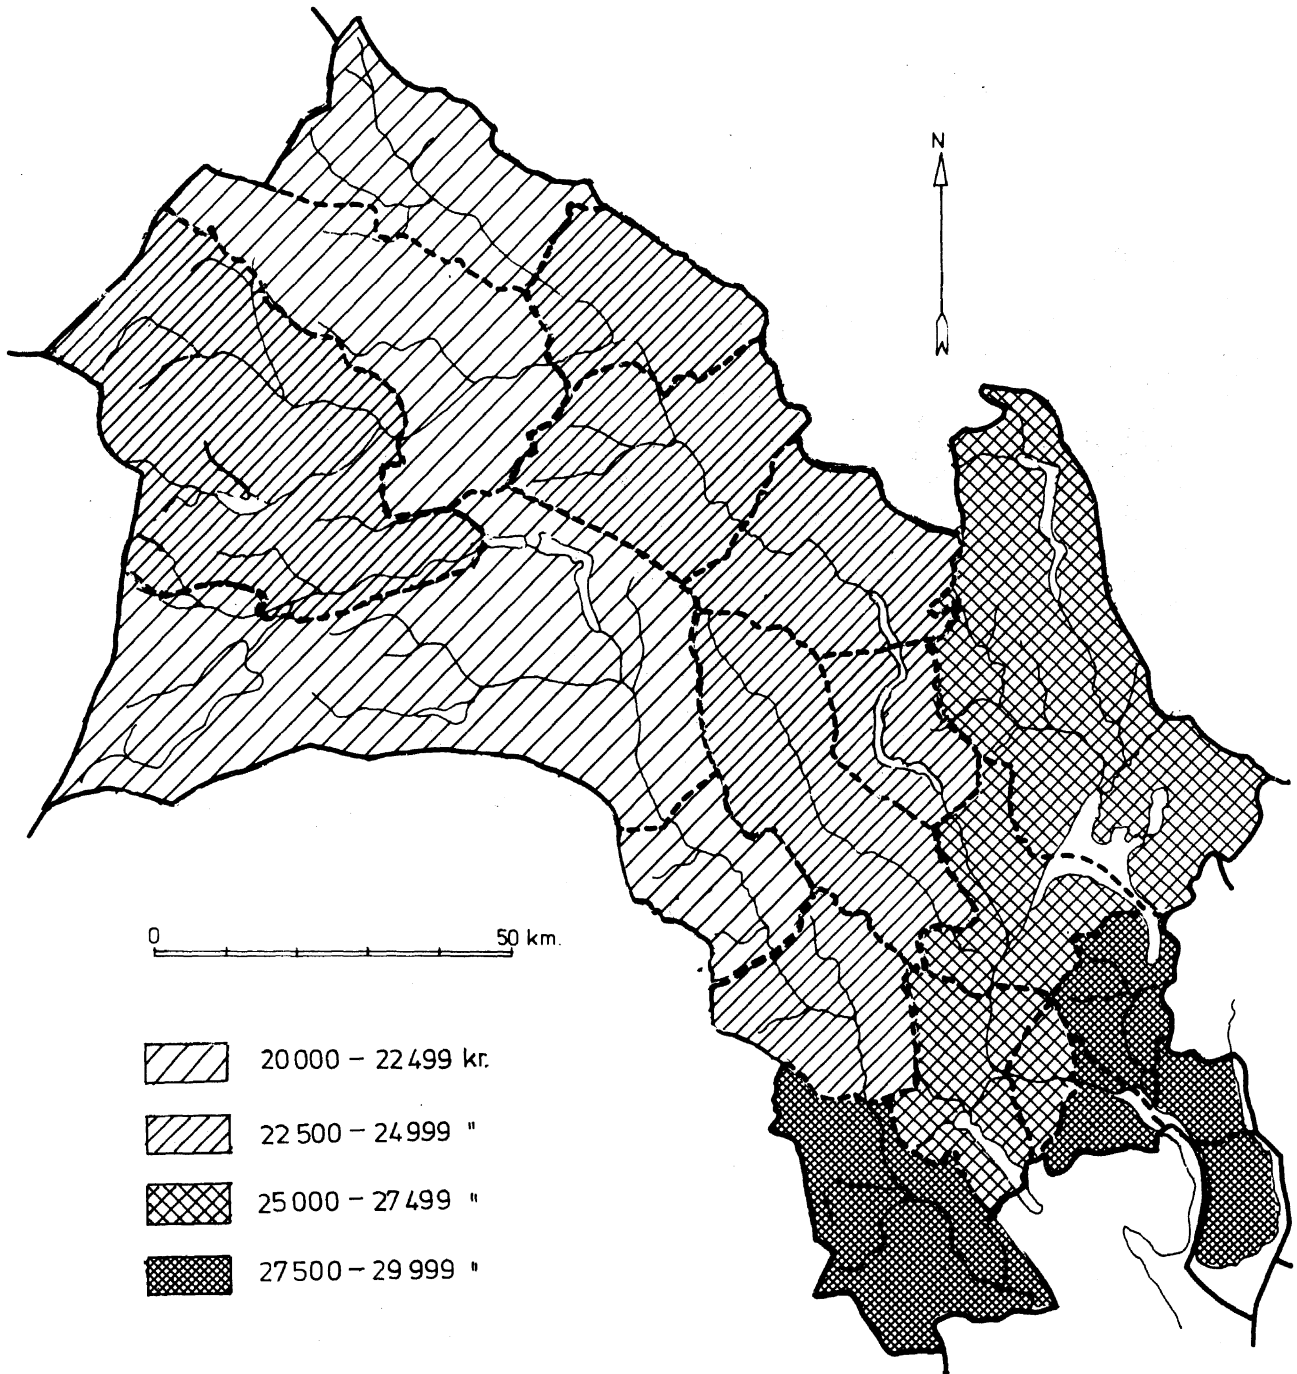 N
0 50 km.
20 000 – 22 499 kr.
22 500 – 24 999 "
25 000 – 27 499 "
27 500 – 29 999 "